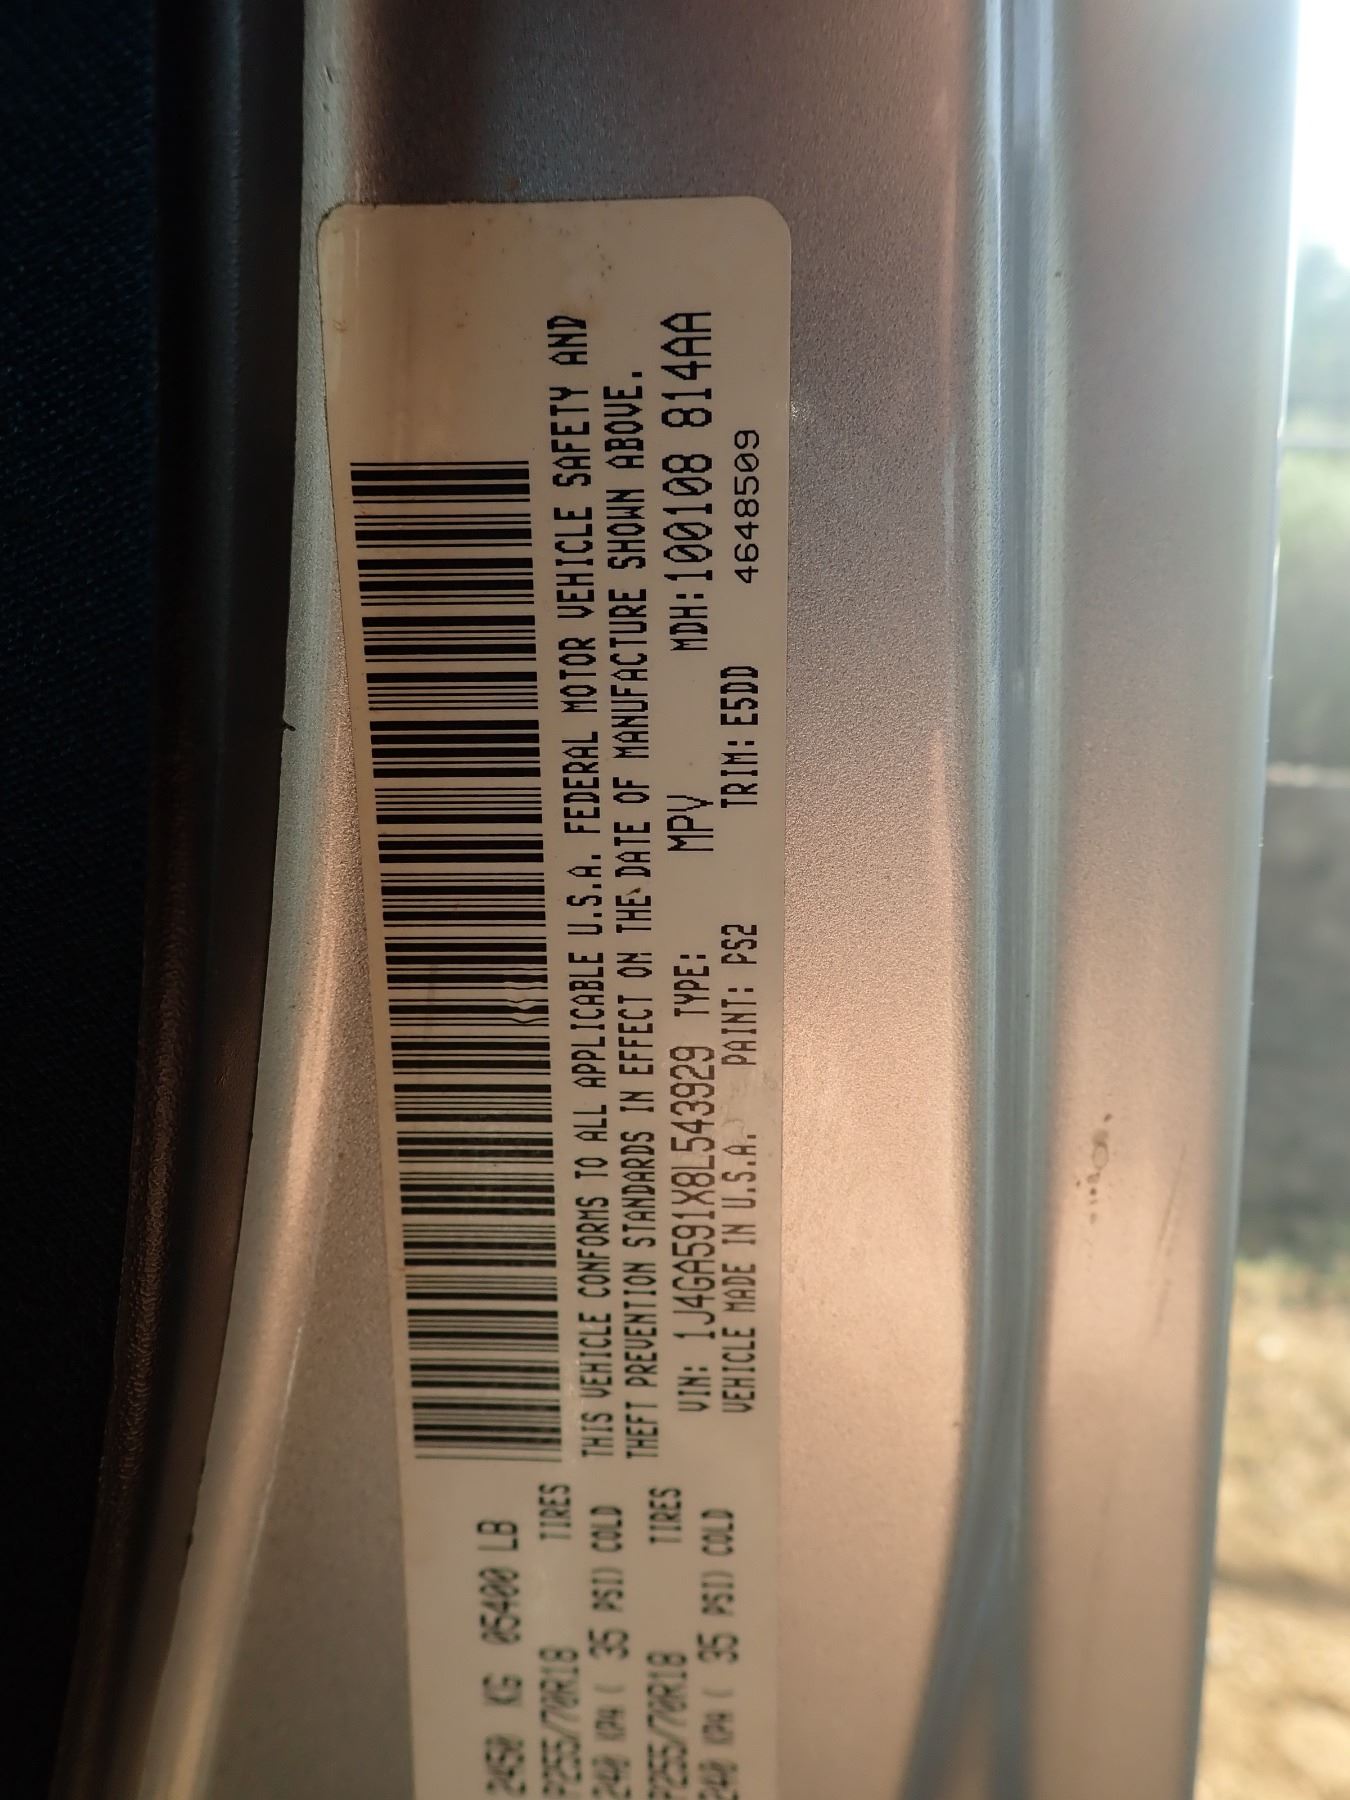 2450 KG 05400 LB
P255/70R18 TIRES
240 KPA ( 35 PSI) COLD
P255/70R18 TIRES
240 KPA ( 35 PSI) COLD
THIS VEHICLE CONFORMS TO ALL APPLICABLE U.S.A. FEDERAL MOTOR VEHICLE SAFETY AND
THEFT PREVENTION STANDARDS IN EFFECT ON THE DATE OF MANUFACTURE SHOWN ABOVE.
VIN: 1J4GA591X8L543929 TYPE: MPV MDH:100108 814AA
VEHICLE MADE IN U.S.A. PAINT: PS2 TRIM: E5DD 4648509